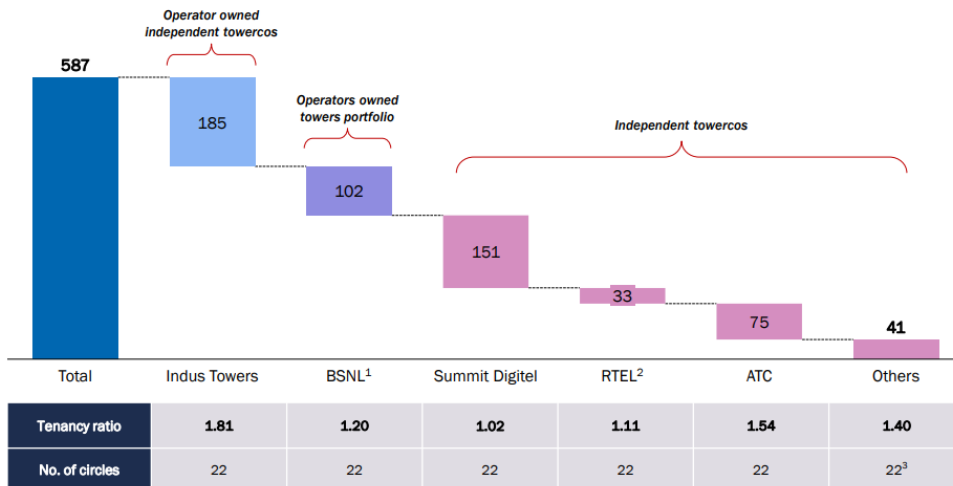 Operator owned
independent towercos
587
Operators owned
towers portfolio
Independent towercos
185
102
151
33
75
41
Total
Indus Towers
BSNL¹
Summit Digitel
RTEL²
ATC
Others
Tenancy ratio 1.81 1.20 1.02 1.11 1.54 1.40
No. of circles 22 22 22 22 22 22³